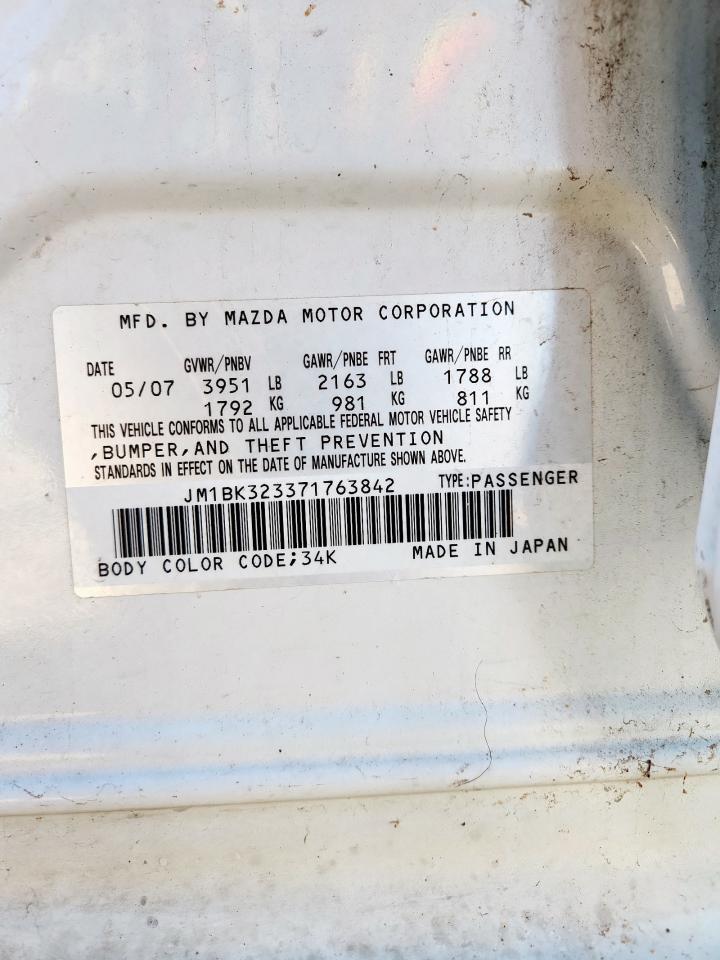 MFD. BY MAZDA MOTOR CORPORATION
DATE GVWR/PNBV GAWR/PNBE FRT GAWR/PNBE RR
05/07 3951 LB 2163 LB 1788 LB
1792 KG 981 KG 811 KG
THIS VEHICLE CONFORMS TO ALL APPLICABLE FEDERAL MOTOR VEHICLE SAFETY
,BUMPER,AND THEFT PREVENTION
STANDARDS IN EFFECT ON THE DATE OF MANUFACTURE SHOWN ABOVE.
JM1BK323371763842 TYPE:PASSENGER
BODY COLOR CODE;34K MADE IN JAPAN